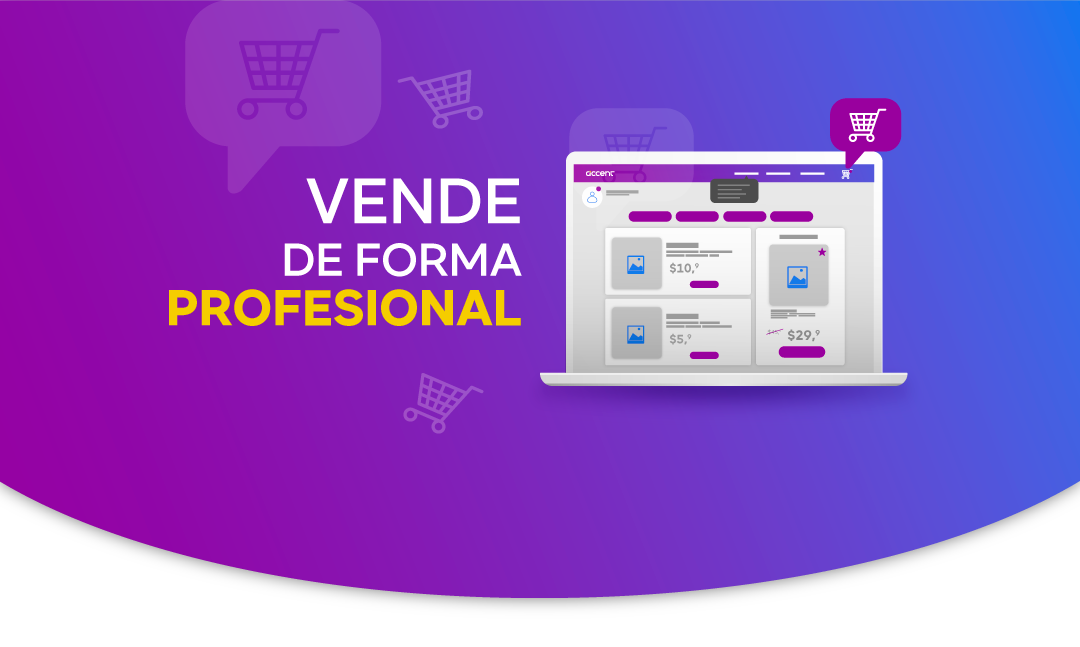 VENDE
DE FORMA
PROFESIONAL
accent
$10,9
$5,9
$29,9